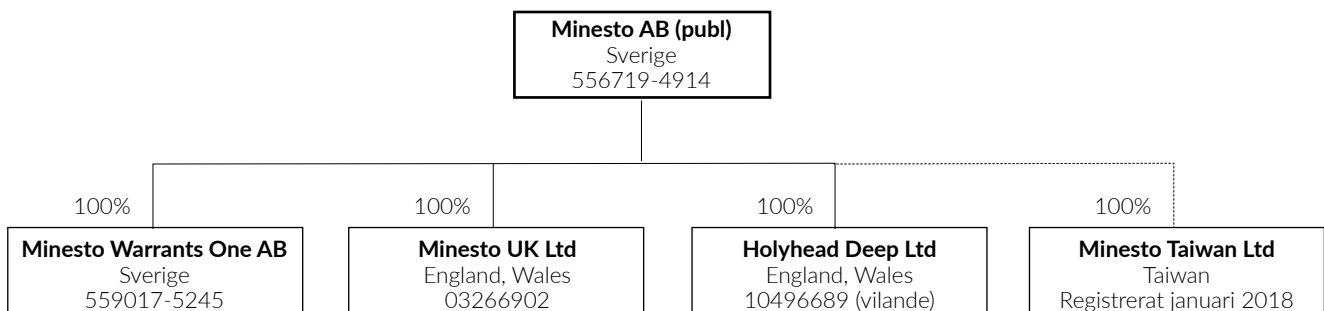 Minesto AB (publ)
Sverige
556719-4914
100%
100%
100%
100%
Minesto Warrants One AB
Sverige
559017-5245
Minesto UK Ltd
England, Wales
03266902
Holyhead Deep Ltd
England, Wales
10496689 (vilande)
Minesto Taiwan Ltd
Taiwan
Registrerat januari 2018